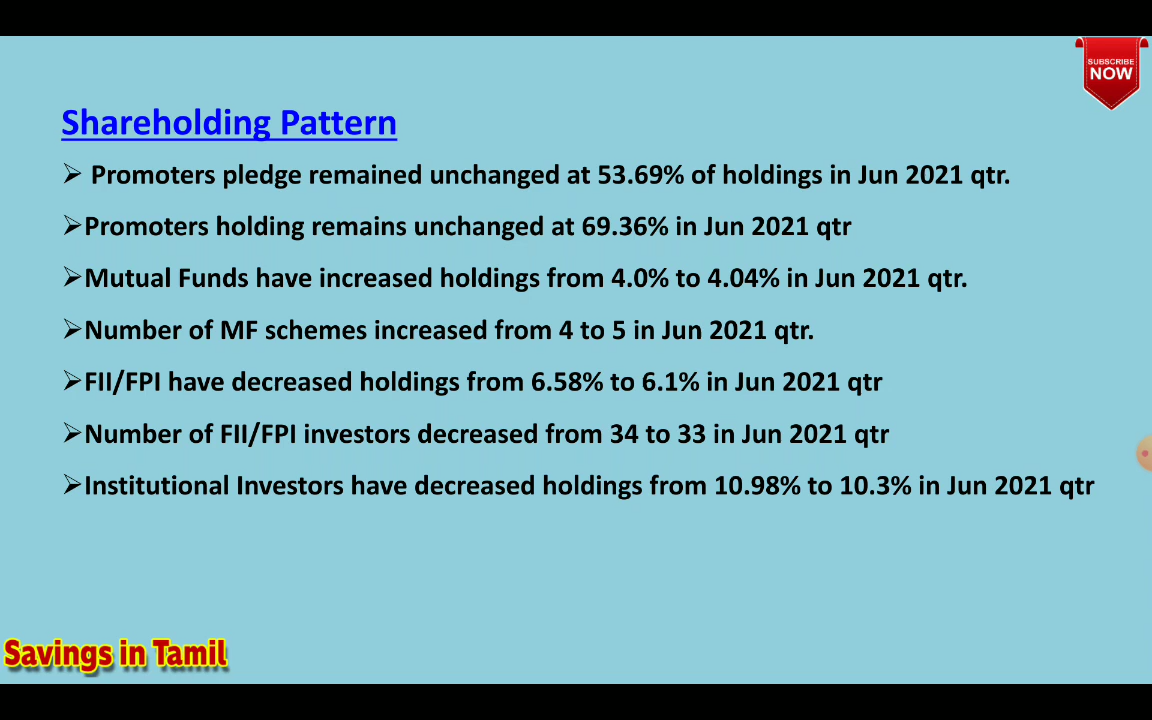 SUBSCRIBE
NOW
Shareholding Pattern
➢ Promoters pledge remained unchanged at 53.69% of holdings in Jun 2021 qtr.
➢Promoters holding remains unchanged at 69.36% in Jun 2021 qtr
➢Mutual Funds have increased holdings from 4.0% to 4.04% in Jun 2021 qtr.
➢Number of MF schemes increased from 4 to 5 in Jun 2021 qtr.
➢FII/FPI have decreased holdings from 6.58% to 6.1% in Jun 2021 qtr
➢Number of FII/FPI investors decreased from 34 to 33 in Jun 2021 qtr
➢Institutional Investors have decreased holdings from 10.98% to 10.3% in Jun 2021 qtr
Savings in Tamil